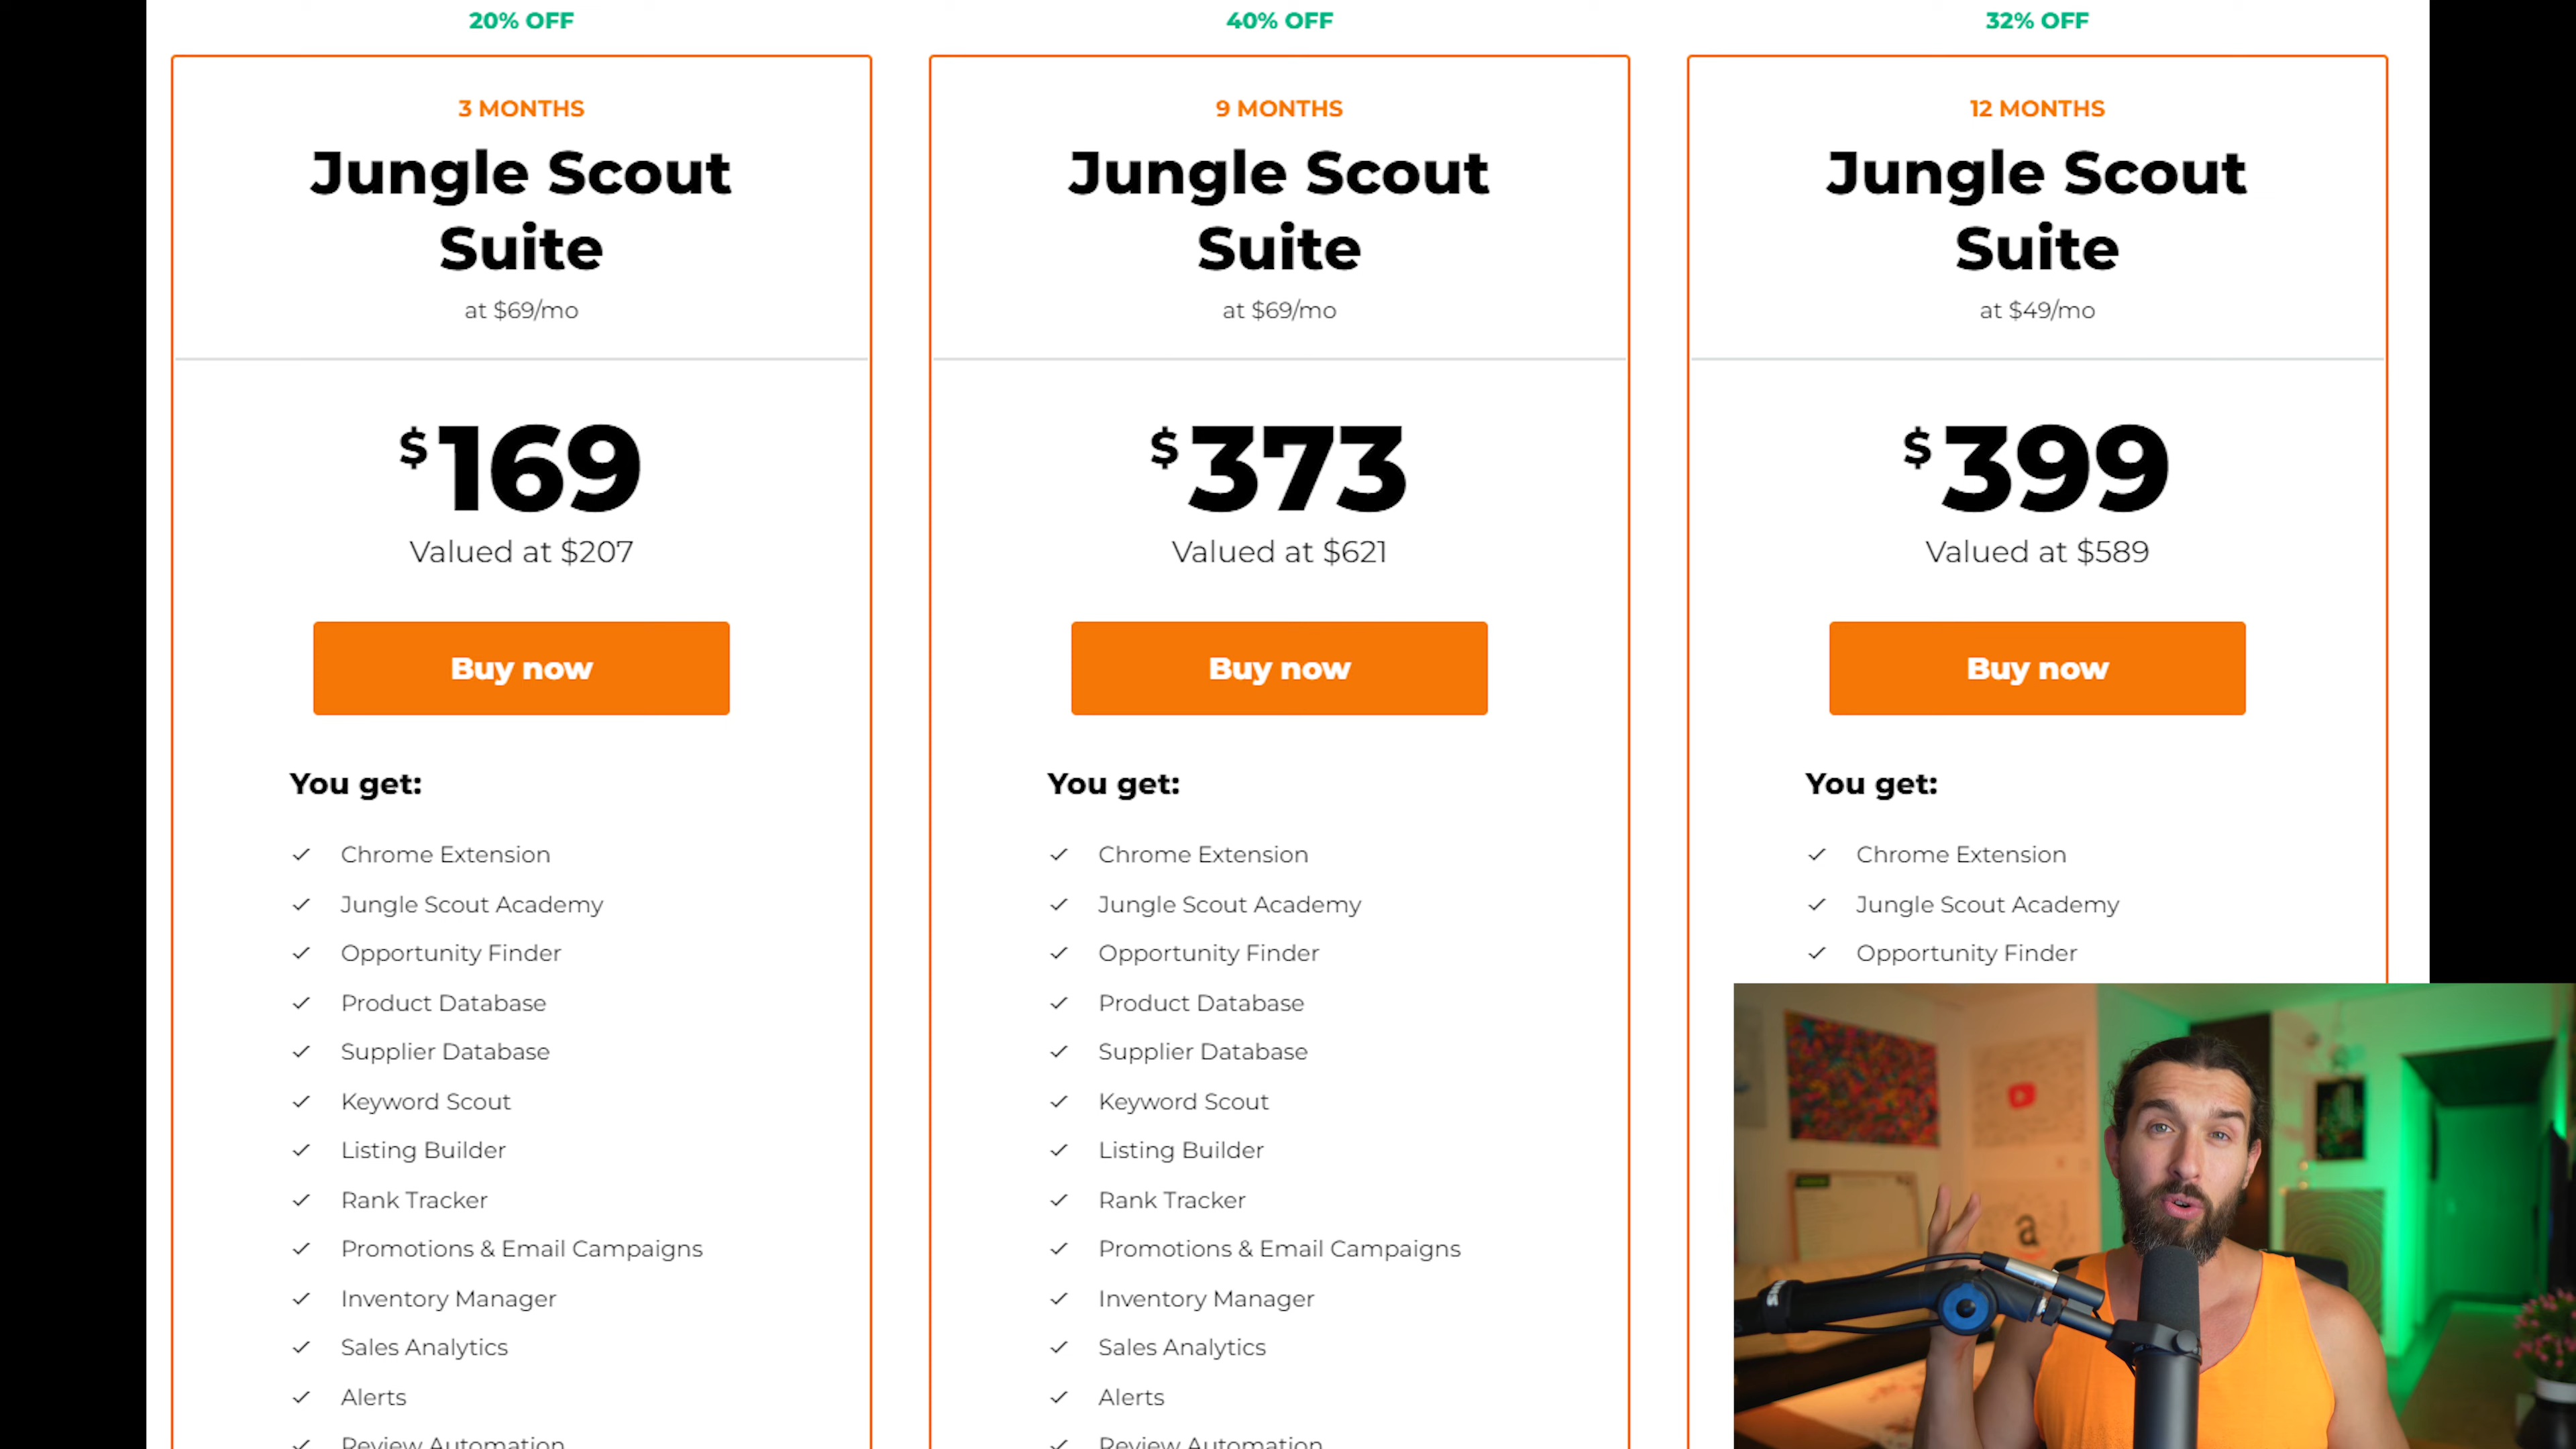 20% OFF
3 MONTHS
Jungle Scout
Suite
at $69/mo
$169
Valued at $207
Buy now
You get:
Chrome Extension
Jungle Scout Academy
Opportunity Finder
Product Database
Supplier Database
Keyword Scout
Listing Builder
Rank Tracker
Promotions & Email Campaigns
Inventory Manager
Sales Analytics
Alerts
Review Automation
40% OFF
9 MONTHS
Jungle Scout
Suite
at $69/mo
$373
Valued at $621
Buy now
You get:
Chrome Extension
Jungle Scout Academy
Opportunity Finder
Product Database
Supplier Database
Keyword Scout
Listing Builder
Rank Tracker
Promotions & Email Campaigns
Inventory Manager
Sales Analytics
Alerts
Review Automation
32% OFF
12 MONTHS
Jungle Scout
Suite
at $49/mo
$399
Valued at $589
Buy now
You get:
Chrome Extension
Jungle Scout Academy
Opportunity Finder
a